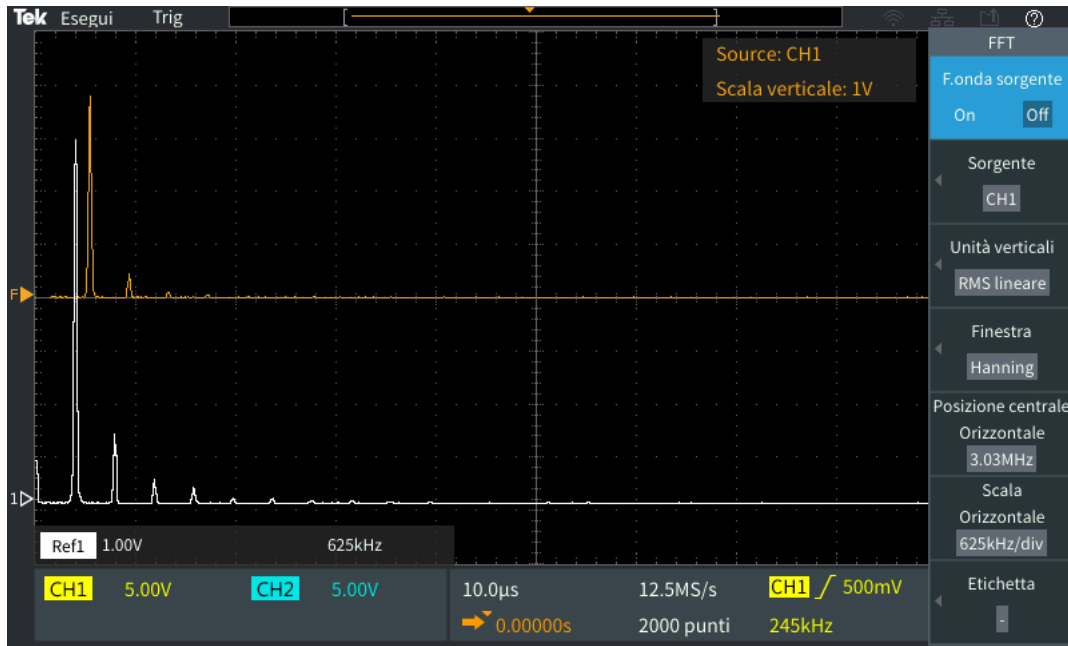 Tek Esegui Trig
FFT
Source: CH1
Scala verticale: 1V
F.onda sorgente
On Off
Sorgente
CH1
Unità verticali
RMS lineare
F
Finestra
Hanning
Posizione centrale
Orizzontale
3.03MHz
1
Scala
Orizzontale
625kHz/div
Ref1 1.00V 625kHz
CH1 5.00V CH2 5.00V 10.0µs 12.5MS/s CH1 500mV
0.00000s 2000 punti 245kHz
Etichetta
-